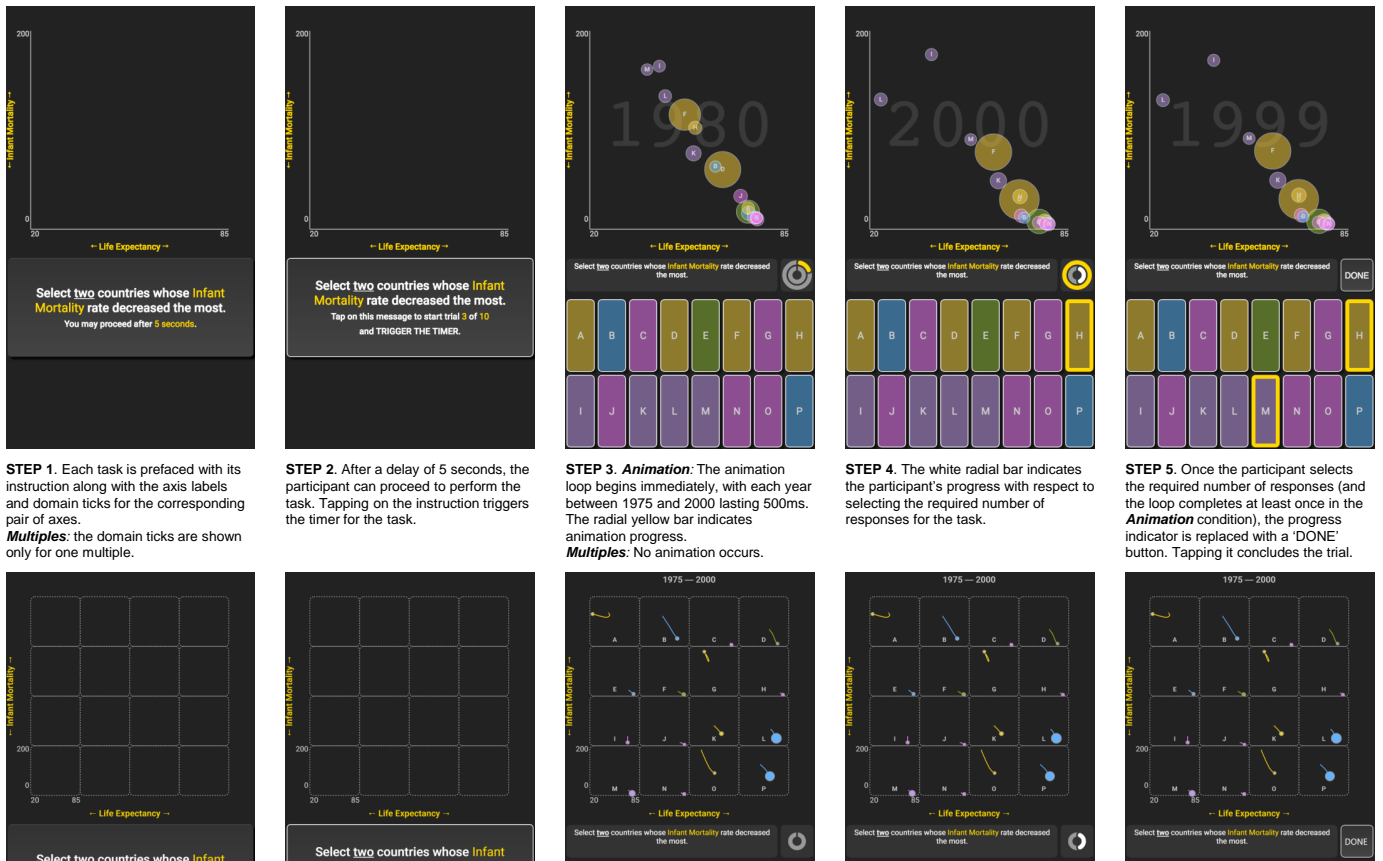 200
← Infant Mortality →
0
20
85
← Life Expectancy →
Select two countries whose Infant
Mortality rate decreased the most.
You may proceed after 5 seconds.
STEP 1. Each task is prefaced with its
instruction along with the axis labels
and domain ticks for the corresponding
pair of axes.
Multiples: the domain ticks are shown
only for one multiple.
200
0
20
85
← Life Expectancy →
Select two countries whose Infant
Mortality rate decreased the most.
Tap on this message to start trial 3 of 10
and TRIGGER THE TIMER.
STEP 2. After a delay of 5 seconds, the
participant can proceed to perform the
task. Tapping on the instruction triggers
the timer for the task.
200
← Infant Mortality →
1980
M
I
L
F
H
K
B
D
J
0
20
85
← Life Expectancy →
Select two countries whose Infant Mortality rate decreased
the most.
A B C D E F G H
I J K L M N O P
STEP 3. Animation: The animation
loop begins immediately, with each year
between 1975 and 2000 lasting 500ms.
The radial yellow bar indicates
animation progress.
Multiples: No animation occurs.
200
← Infant Mortality →
2000
I
L
M
F
K
0
20
85
← Life Expectancy →
Select two countries whose Infant Mortality rate decreased
the most.
A B C D E F G H
I J K L M N O P
STEP 4. The white radial bar indicates
the participant's progress with respect to
selecting the required number of
responses for the task.
200
← Infant Mortality →
1999
I
L
M
F
K
0
20
85
← Life Expectancy →
Select two countries whose Infant Mortality rate decreased
the most.
DONE
A B C D E F G H
I J K L M N O P
STEP 5. Once the participant selects
the required number of responses (and
the loop completes at least once in the
Animation condition), the progress
indicator is replaced with a 'DONE'
button. Tapping it concludes the trial.
← Infant Mortality →
200
0
20
85
← Life Expectancy →
Select two countries whose Infant
200
0
20
85
← Life Expectancy →
Select two countries whose Infant
1975 — 2000
← Infant Mortality →
A B C D
E F G H
I J K L
200
M N O P
0
20
85
← Life Expectancy →
Select two countries whose Infant Mortality rate decreased
the most.
1975 — 2000
← Infant Mortality →
A B C D
E F G H
I J K L
200
M N O P
0
20
85
← Life Expectancy →
Select two countries whose Infant Mortality rate decreased
the most.
1975 — 2000
← Infant Mortality →
A B C D
E F G H
I J K L
200
M N O P
0
20
85
← Life Expectancy →
Select two countries whose Infant Mortality rate decreased
the most.
DONE